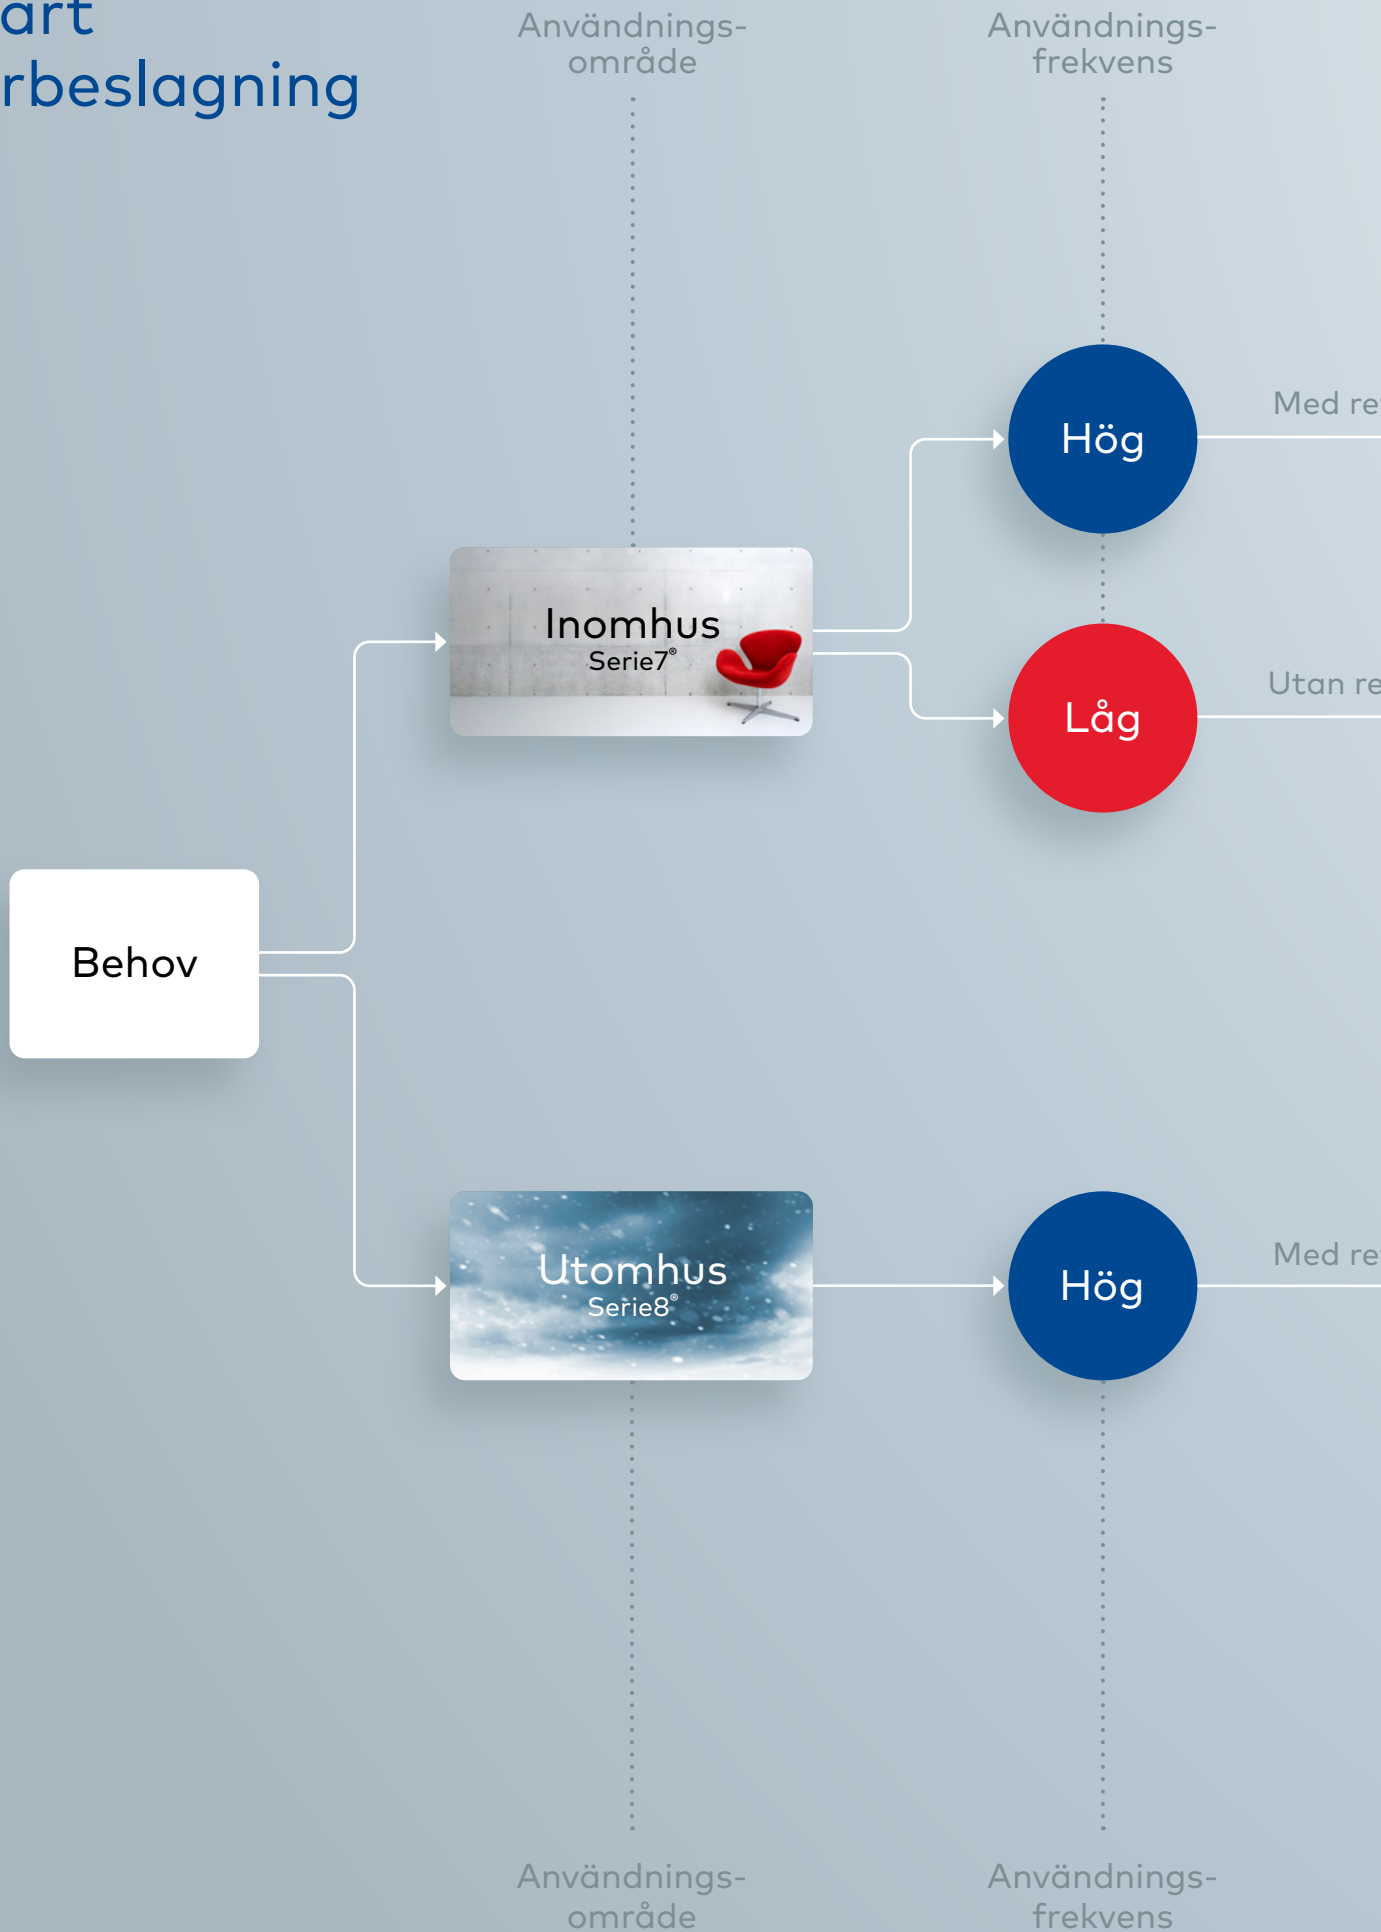 art
rbeslagning
Användnings-
område
Användnings-
frekvens
Hög
Med re
Inomhus
Serie7®
Låg
Utan re
Behov
Utomhus
Serie8®
Hög
Med re
Användnings-
område
Användnings-
frekvens